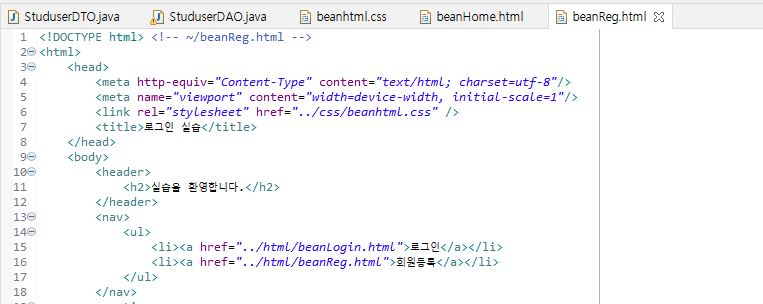 StuduserDTO.java StuduserDAO.java beanhtml.css beanHome.html beanReg.html
1 <!DOCTYPE html> <!-- ~/beanReg.html -->
2 <html>
3 <head>
4 <meta http-equiv="Content-Type" content="text/html; charset=utf-8"/>
5 <meta name="viewport" content="width=device-width, initial-scale=1"/>
6 <link rel="stylesheet" href="../css/beanhtml.css" />
7 <title>로그인 실습</title>
8 </head>
9 <body>
10 <header>
11 <h2>실습을 환영합니다.</h2>
12 </header>
13 <nav>
14 <ul>
15 <li><a href="../html/beanLogin.html">로그인</a></li>
16 <li><a href="../html/beanReg.html">회원등록</a></li>
17 </ul>
18 </nav>